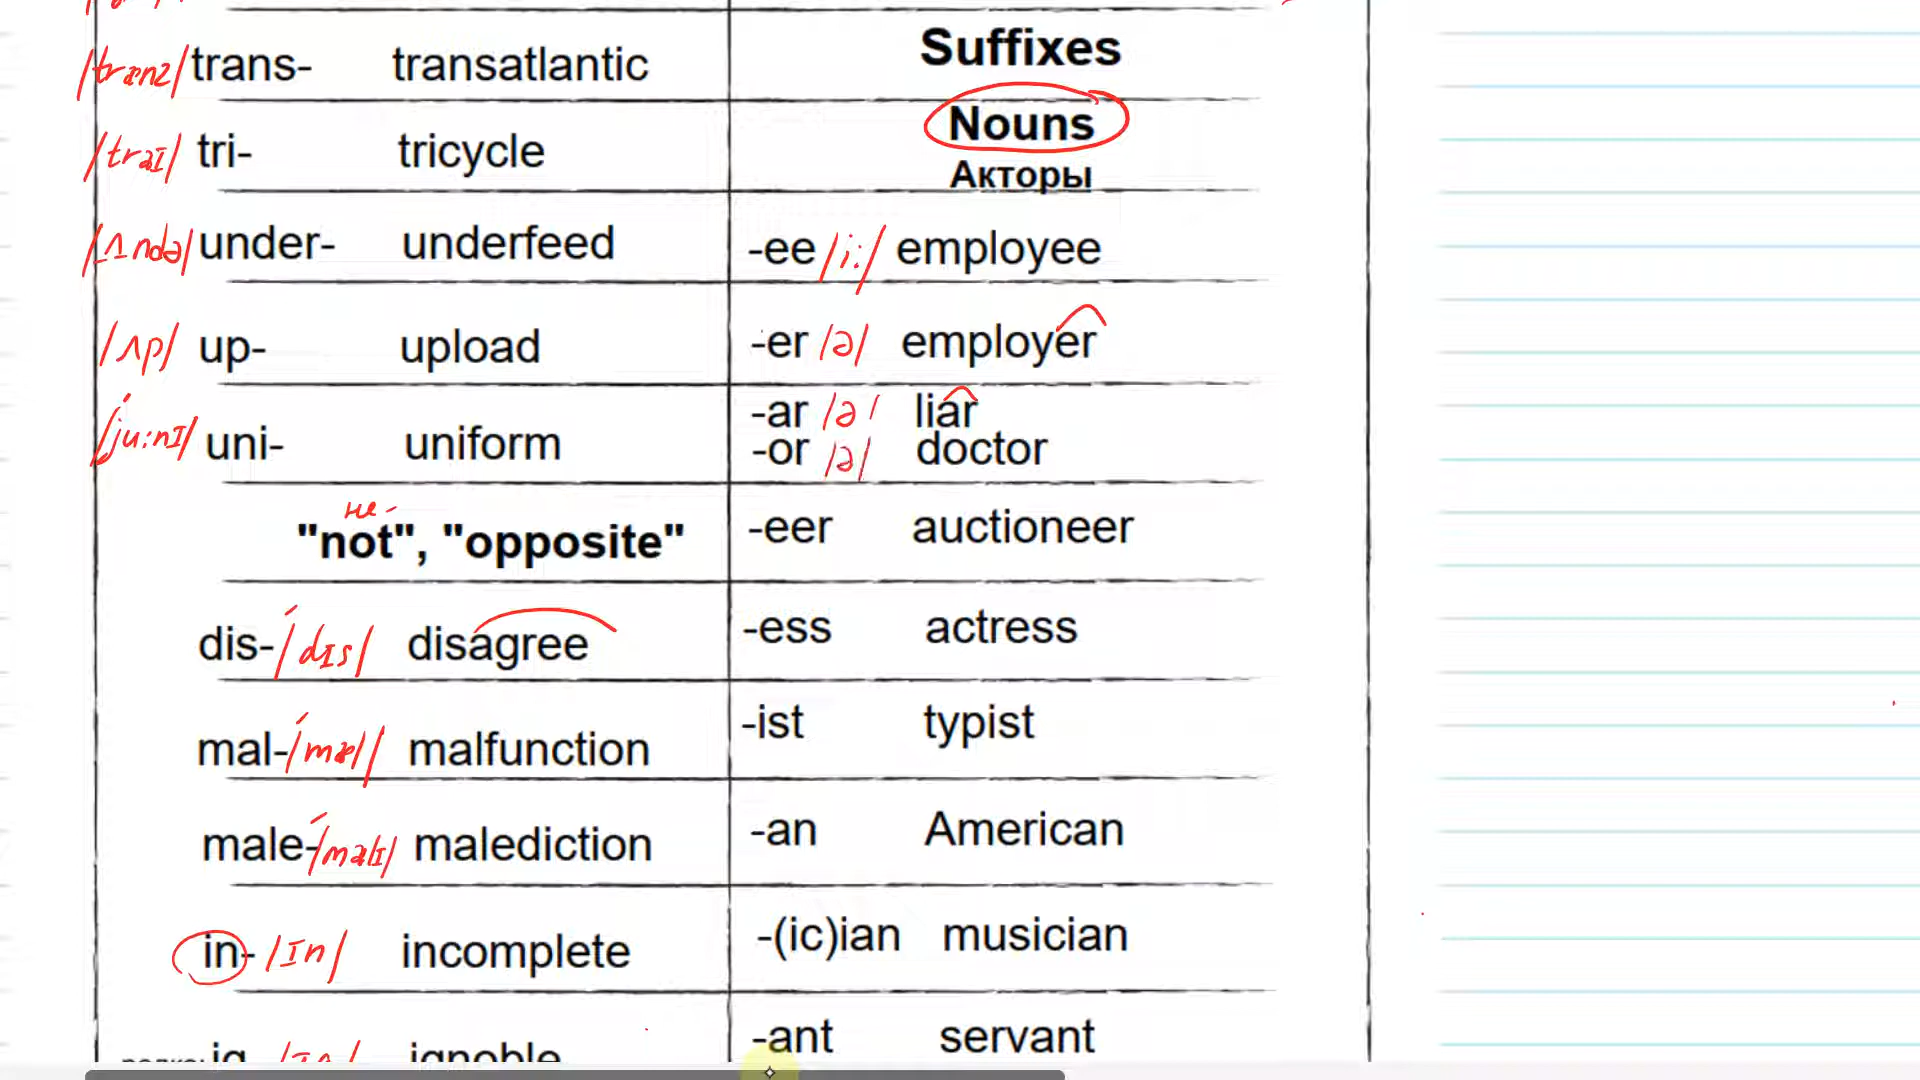 /trænz/ trans- transatlantic
/traɪ/ tri- tricycle
/ʌndə/ under- underfeed
/ʌp/ up- upload
/ju:nɪ/ uni- uniform
не-
"not", "opposite"
dis- /dɪs/ disagree
mal- /mæl/ malfunction
male- /mælɪ/ malediction
in- /ɪn/ incomplete
ig- ignoble
Suffixes
Nouns
Акторы
-ee /i:/ employee
-er /ə/ employer
-ar /ə/ liar
-or /ə/ doctor
-eer auctioneer
-ess actress
-ist typist
-an American
-(ic)ian musician
-ant servant